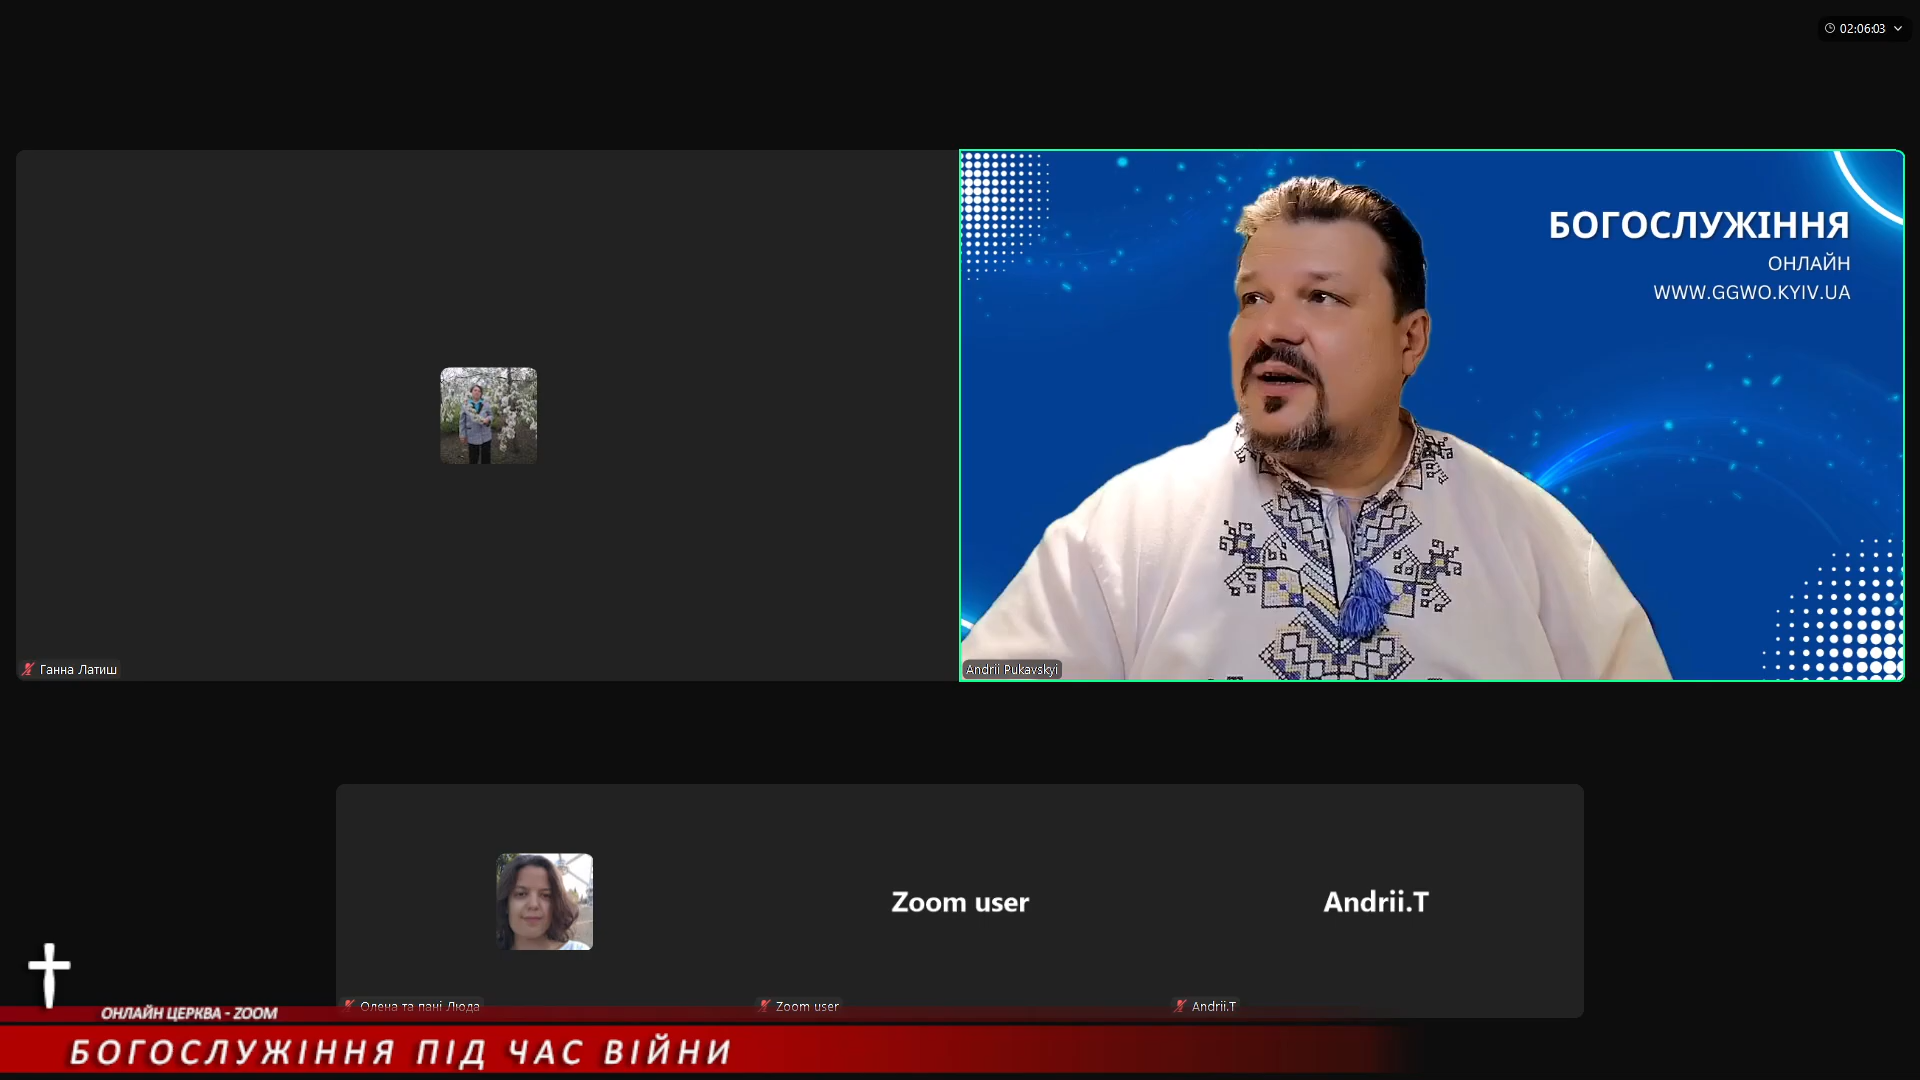 02:06:03
БОГОСЛУЖІННЯ
ОНЛАЙН
WWW.GGWO.KYIV.UA
Ганна Латиш
Andrii Pukavskyi
Zoom user
Andrii.T
Олена та пані Люда
Zoom user
Andrii.T
ОНЛАЙН ЦЕРКВА - ZOOM
БОГОСЛУЖІННЯ ПІД ЧАС ВІЙНИ